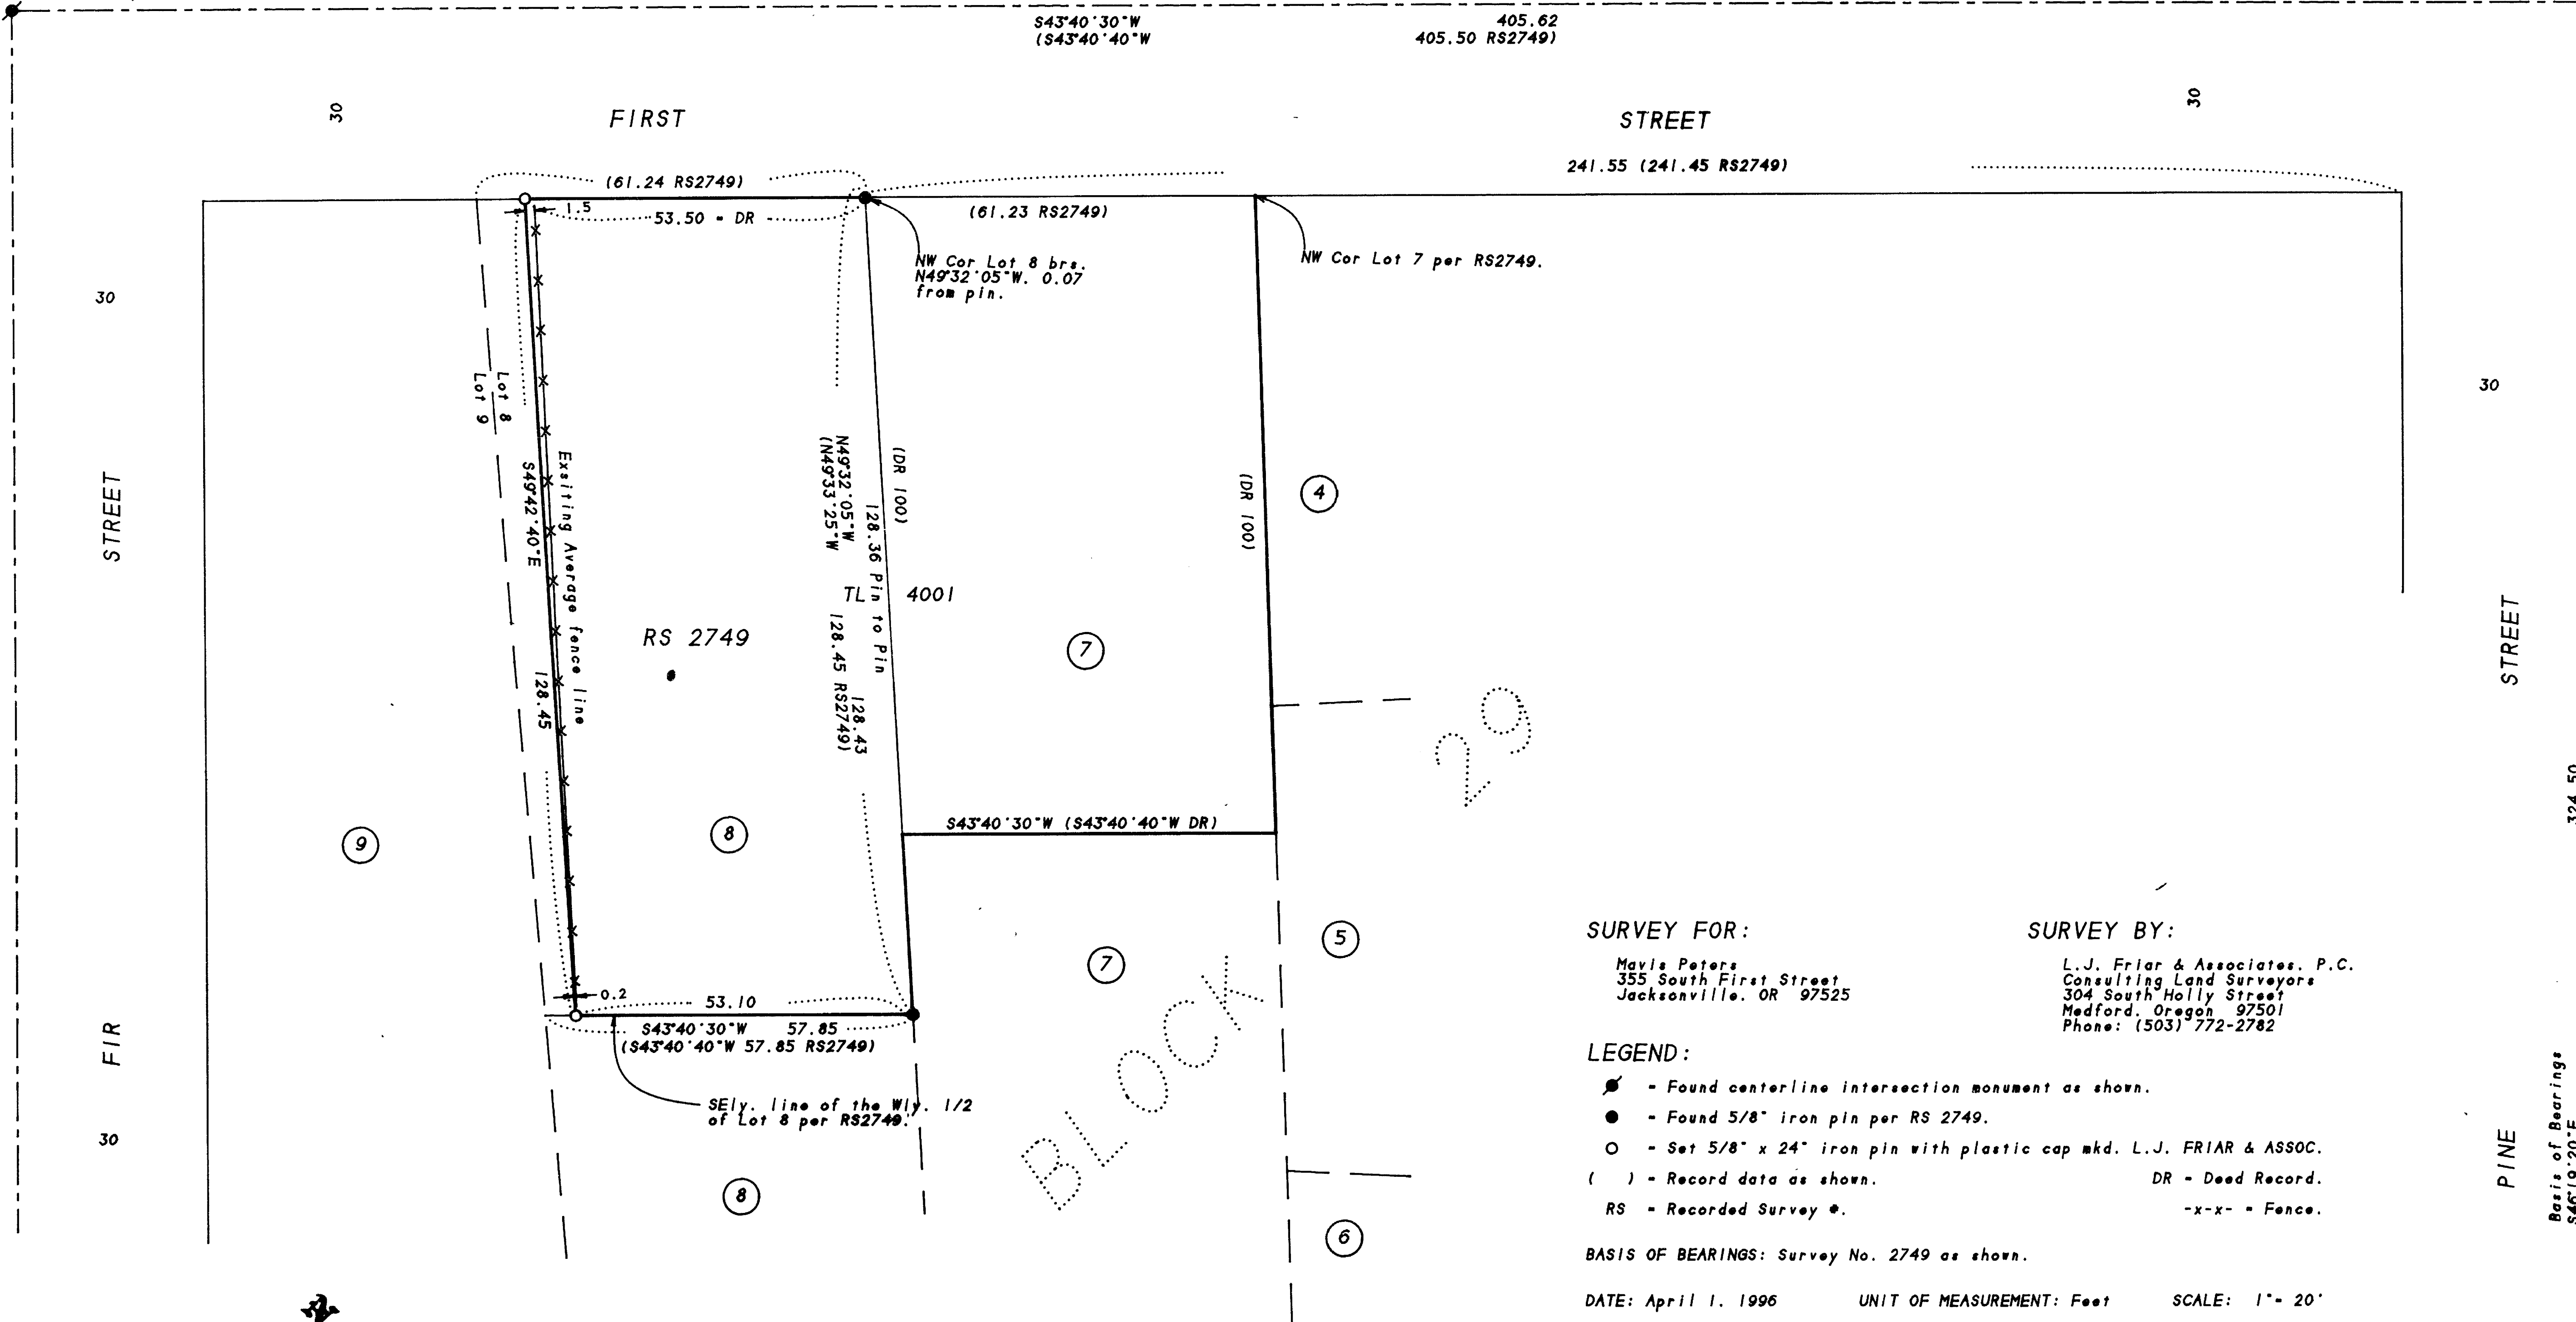 S43°40'30"W 405.62
(S43°40'40"W 405.50 RS2749)
30
FIRST STREET
30
241.55 (241.45 RS2749)
(61.24 RS2749)
1.5
53.50 - DR
(61.23 RS2749)
NW Cor Lot 8 brs.
N49°32'05"W. 0.07
from pin.
NW Cor Lot 7 per RS2749.
30
30
Lot 8
Lot 9
S49°42'40"E 128.45
Exsiting Average fence line
N49°32'05"W 128.43
(N49°33'25"W 128.45 RS2749)
128.36 Pin to Pin
(DR 100)
(DR 100)
4
STREET
TL 4001
RS 2749
7
STREET
29
324.50
S43°40'30"W (S43°40'40"W DR)
9
8
5
7
0.2
53.10
S43°40'30"W 57.85
(S43°40'40"W 57.85 RS2749)
SEly. line of the Wly. 1/2
of Lot 8 per RS2749.
FIR
30
BLOCK
8
6
PINE
Basis of Bearings
S46°19'20"E
SURVEY FOR:
Mavis Peters
355 South First Street
Jacksonville. OR 97525
SURVEY BY:
L.J. Friar & Associates. P.C.
Consulting Land Surveyors
304 South Holly Street
Medford. Oregon 97501
Phone: (503) 772-2782
LEGEND:
- Found centerline intersection monument as shown.
- Found 5/8" iron pin per RS 2749.
- Set 5/8" x 24" iron pin with plastic cap mkd. L.J. FRIAR & ASSOC.
( ) - Record data as shown. DR - Deed Record.
RS - Recorded Survey #. -x-x- - Fence.
BASIS OF BEARINGS: Survey No. 2749 as shown.
DATE: April 1. 1996 UNIT OF MEASUREMENT: Feet SCALE: 1"- 20'